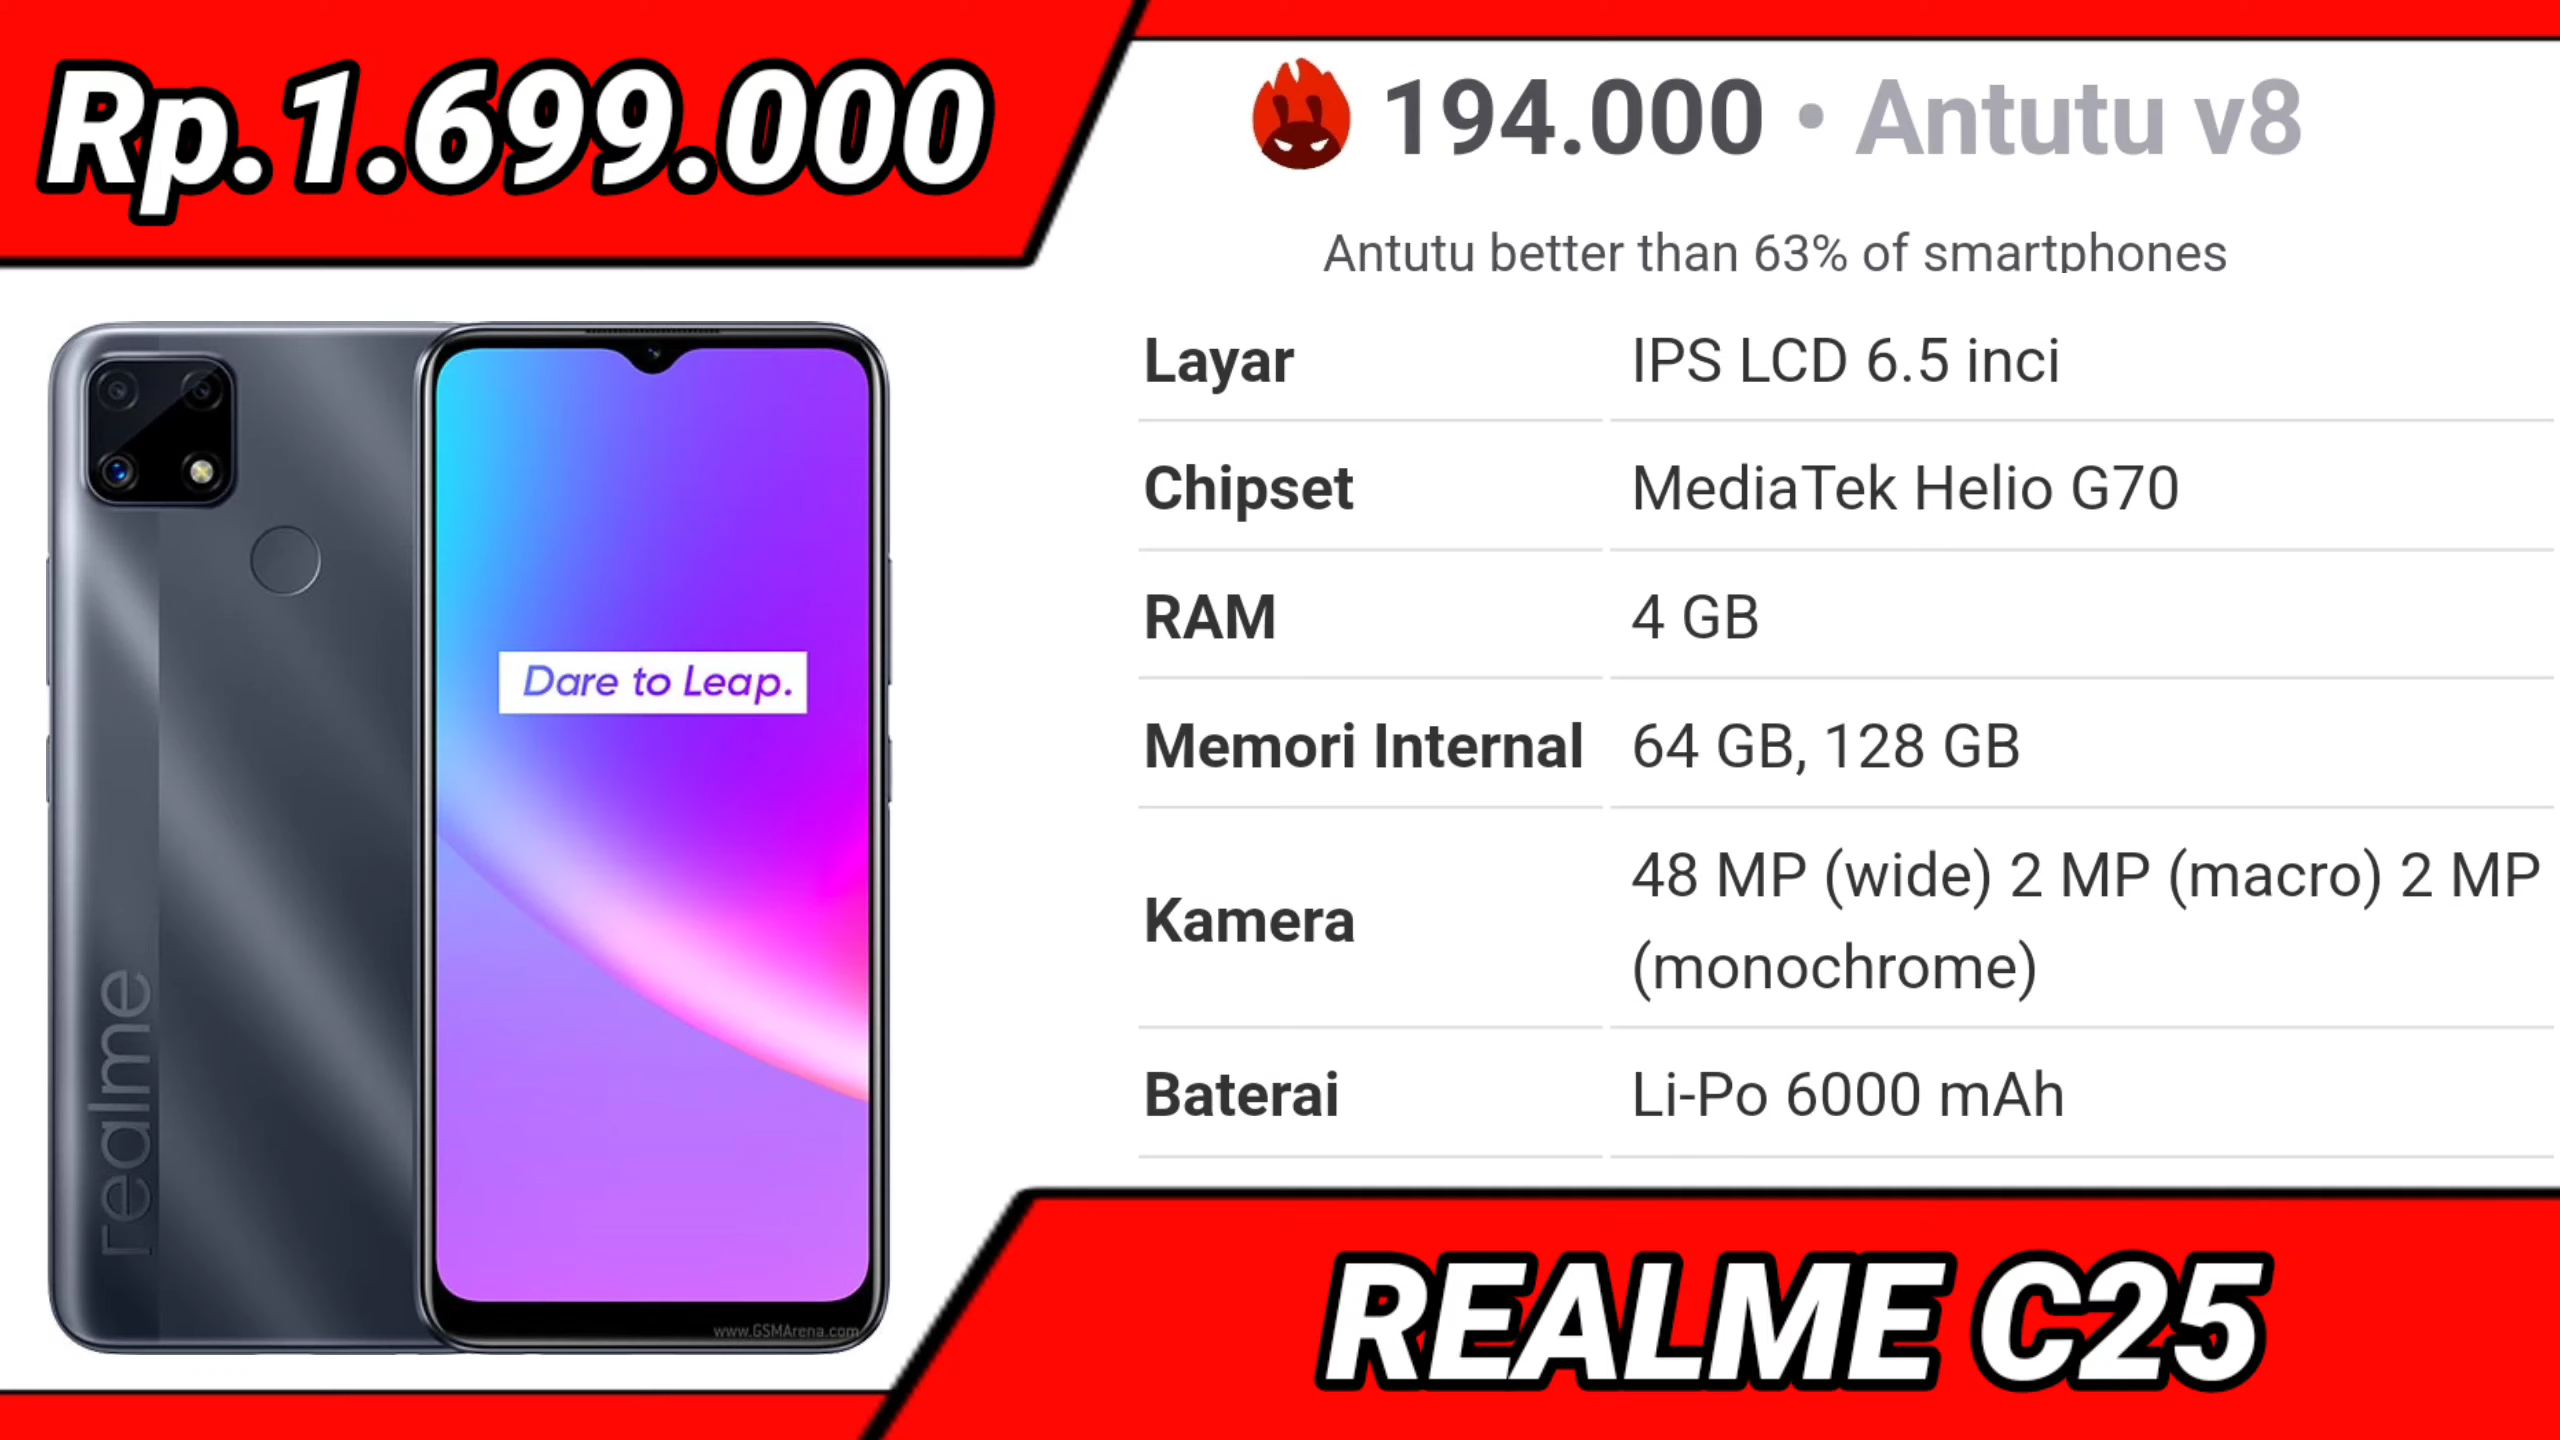 Rp.1.699.000
194.000 • Antutu v8
Antutu better than 63% of smartphones
Layar IPS LCD 6.5 inci
Chipset MediaTek Helio G70
RAM 4 GB
Memori Internal 64 GB, 128 GB
Kamera 48 MP (wide) 2 MP (macro) 2 MP
(monochrome)
Baterai Li-Po 6000 mAh
realme
Dare to Leap.
www.GSMArena.com
REALME C25